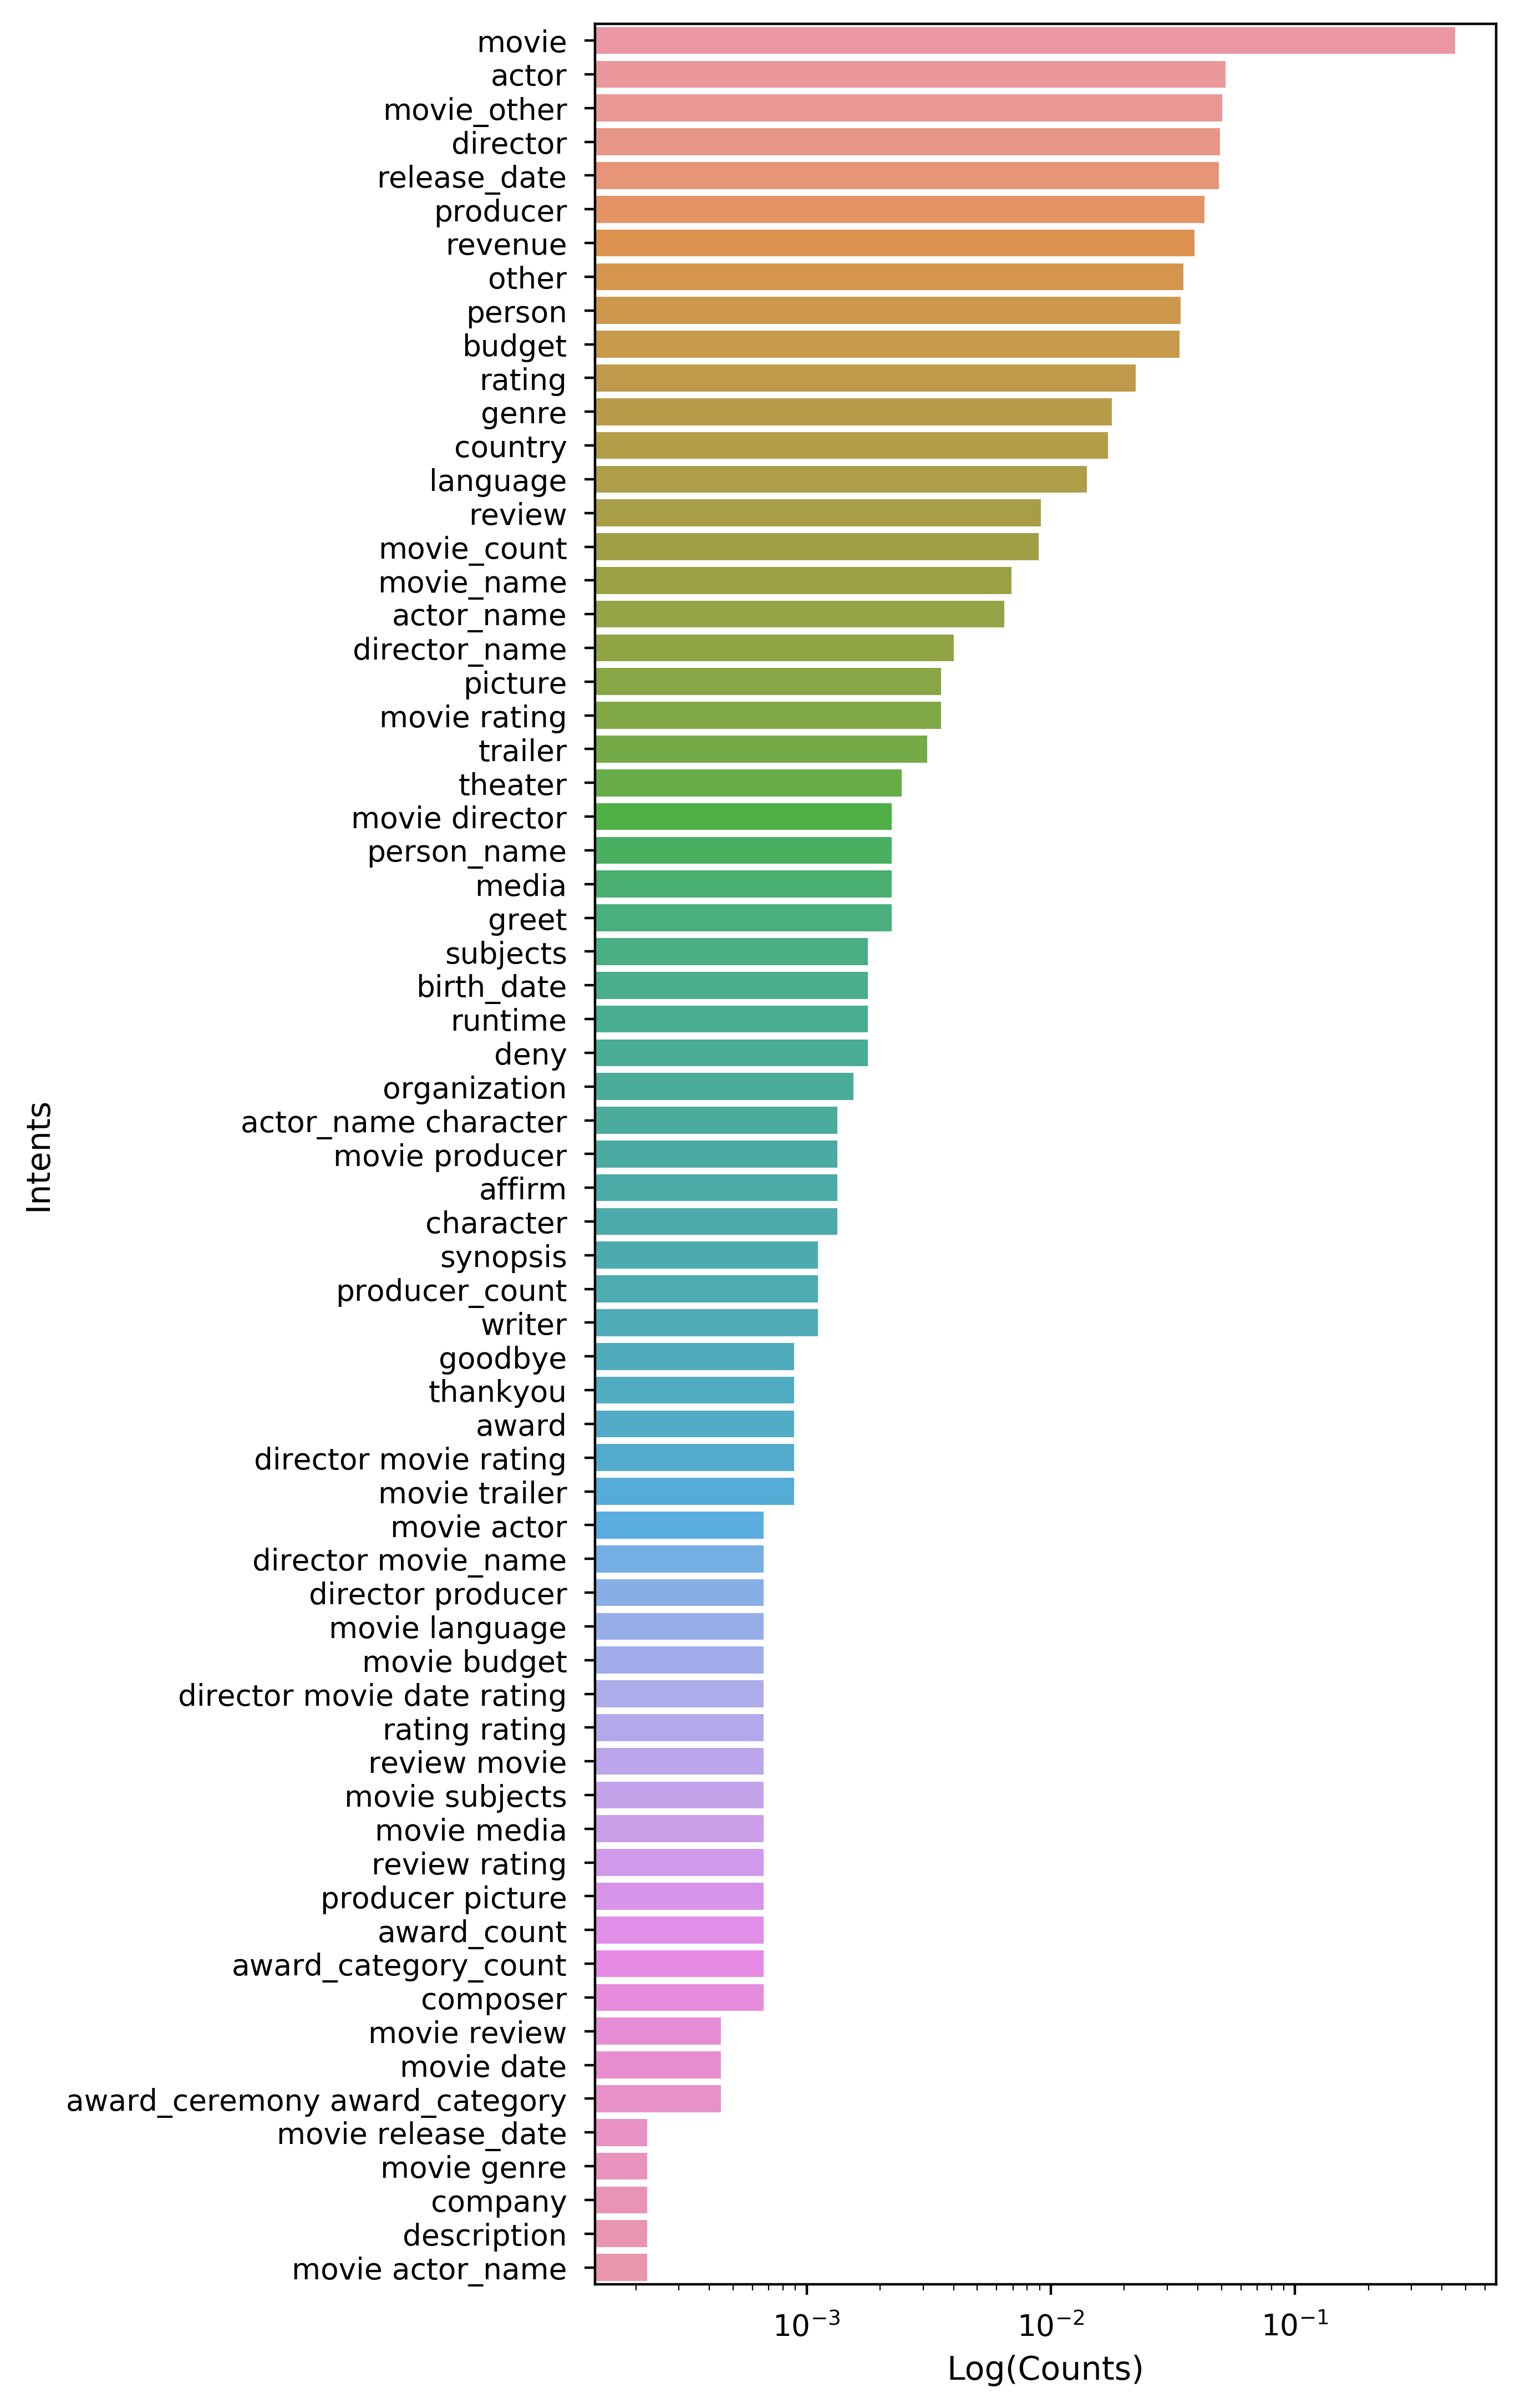 movie
actor
movie_other
director
release_date
producer
revenue
other
person
budget
rating
genre
country
language
review
movie_count
movie_name
actor_name
director_name
picture
movie rating
trailer
theater
movie director
person_name
media
greet
subjects
birth_date
runtime
deny
organization
actor_name character
movie producer
affirm
character
synopsis
producer_count
writer
goodbye
thankyou
award
director movie rating
movie trailer
movie actor
director movie_name
director producer
movie language
movie budget
director movie date rating
rating rating
review movie
movie subjects
movie media
review rating
producer picture
award_count
award_category_count
composer
movie review
movie date
award_ceremony award_category
movie release_date
movie genre
company
description
movie actor_name
Intents
10⁻³ 10⁻² 10⁻¹
Log(Counts)